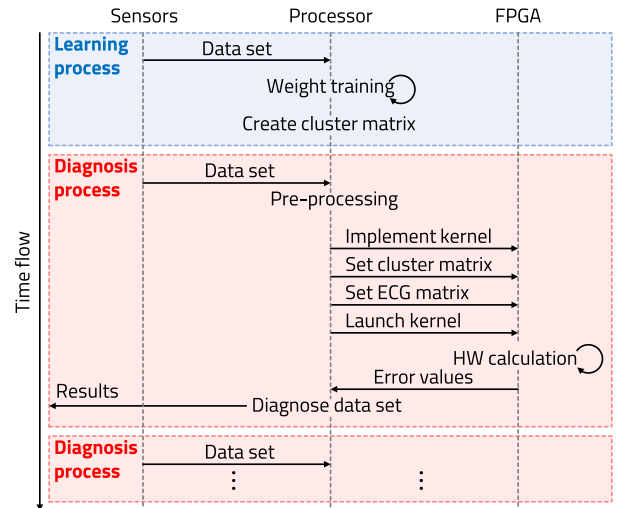 Sensors Processor FPGA
Learning
process
Data set
Weight training
Create cluster matrix
Diagnosis
process
Data set
Pre-processing
Implement kernel
Set cluster matrix
Set ECG matrix
Launch kernel
HW calculation
Error values
Results
Diagnose data set
Diagnosis
process
Data set
Time flow